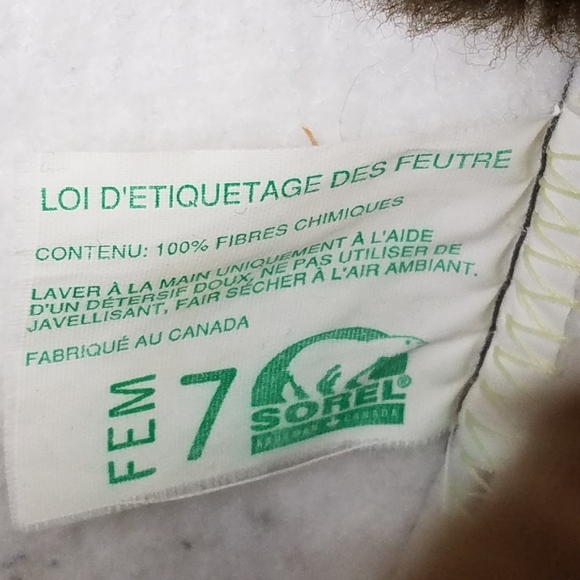 LOI D'ETIQUETAGE DES FEUTRE
CONTENU: 100% FIBRES CHIMIQUES
LAVER À LA MAIN UNIQUEMENT À L'AIDE
D'UN DÉTERSIF DOUX, NE PAS UTILISER DE
JAVELLISANT, FAIR SÉCHER À L'AIR AMBIANT.
FABRIQUÉ AU CANADA
FEM 7
SOREL®
CANADA